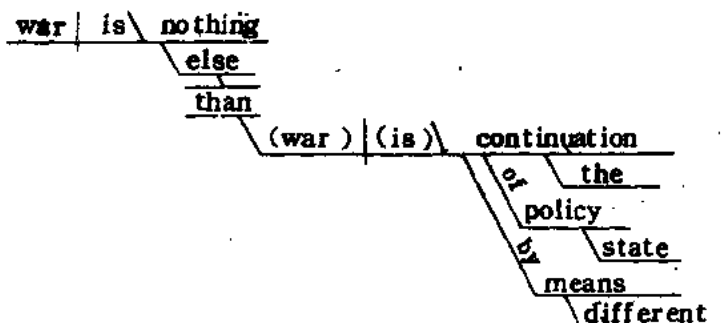 war is nothing
else
than
(war) (is) continuation
the
of
policy
state
by
means
different